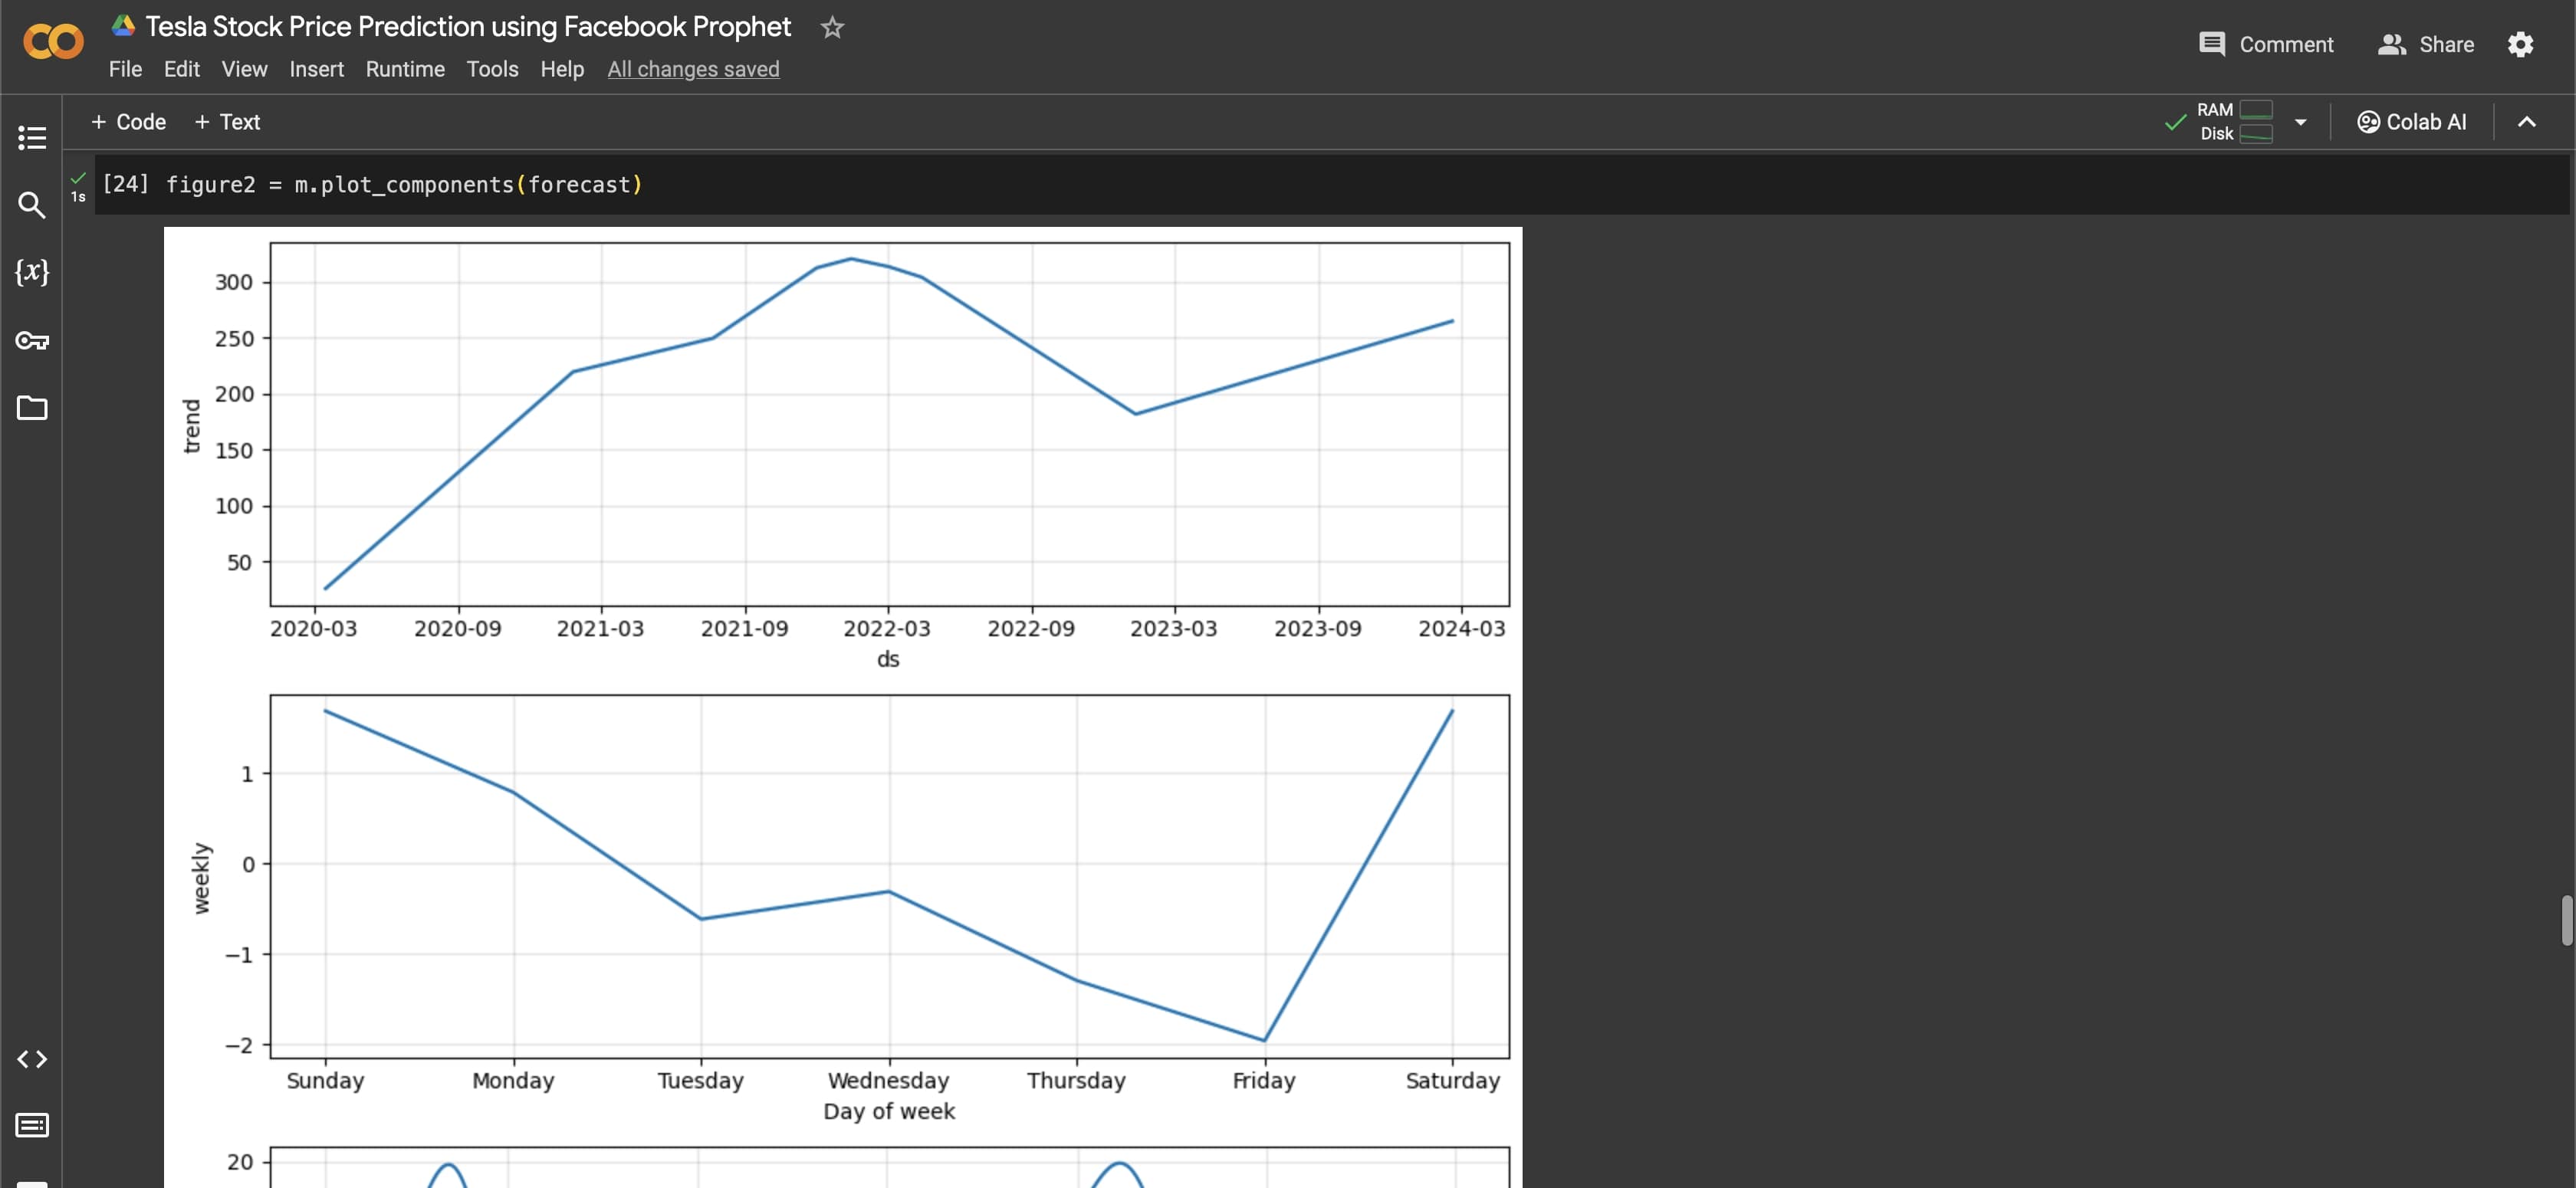 Tesla Stock Price Prediction using Facebook Prophet
Comment
Share
File Edit View Insert Runtime Tools Help All changes saved
+ Code + Text
RAM
Disk
Colab AI
{x}
1s
[24] figure2 = m.plot_components(forecast)
300
250
200
150
100
50
trend
2020-03 2020-09 2021-03 2021-09 2022-03 2022-09 2023-03 2023-09 2024-03
ds
1
0
−1
−2
weekly
Sunday Monday Tuesday Wednesday Thursday Friday Saturday
Day of week
20